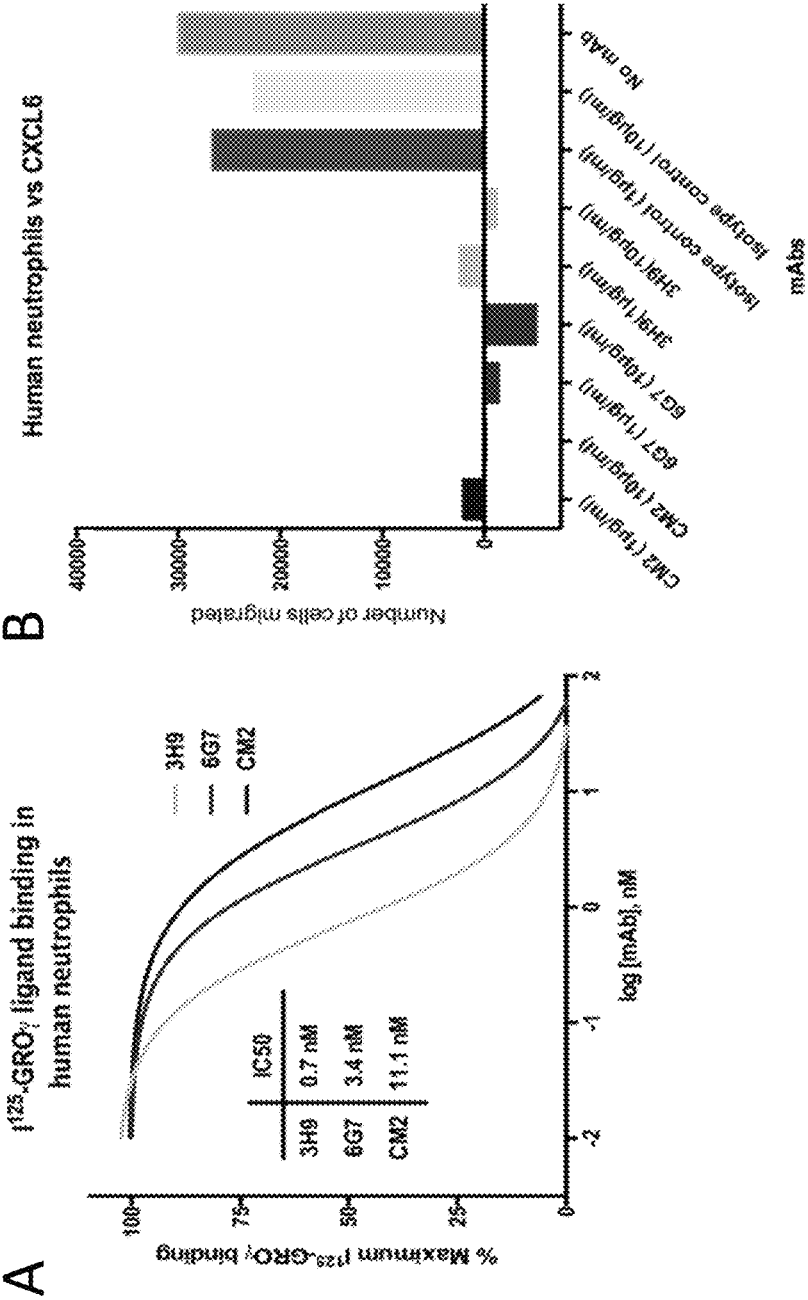 A
I125-GROγ ligand binding in
human neutrophils
% Maximum I125-GROγ binding
100
75
50
25
0
-2
-1
0
1
2
log [mAb], nM
3H9
6G7
CM2
IC50
3H9 0.7 nM
6G7 3.4 nM
CM2 11.1 nM
B
Human neutrophils vs CXCL6
Number of cells migrated
40000
30000
20000
10000
0
CM2 (1µg/ml)
CM2 (10µg/ml)
6G7 (1µg/ml)
6G7 (10µg/ml)
3H9(1µg/ml)
3H9(10µg/ml)
Isotype control (1µg/ml)
Isotype control (10µg/ml)
No mAb
mAbs